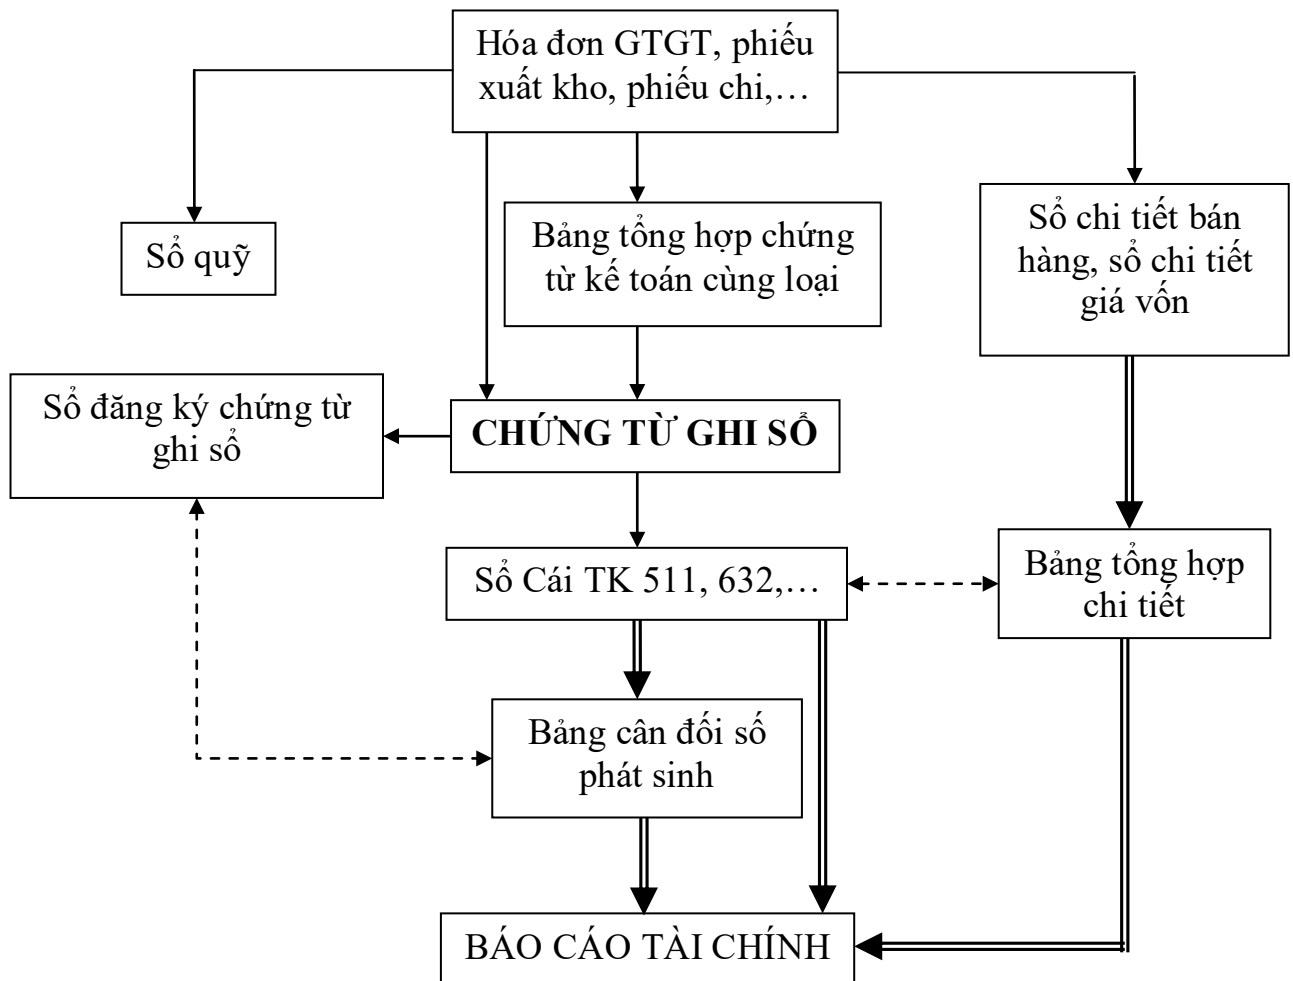 Hóa đơn GTGT, phiếu
xuất kho, phiếu chi,…
Sổ quỹ
Bảng tổng hợp chứng
từ kế toán cùng loại
Sổ chi tiết bán
hàng, sổ chi tiết
giá vốn
Sổ đăng ký chứng từ
ghi sổ
CHỨNG TỪ GHI SỔ
Sổ Cái TK 511, 632,…
Bảng tổng hợp
chi tiết
Bảng cân đối số
phát sinh
BÁO CÁO TÀI CHÍNH